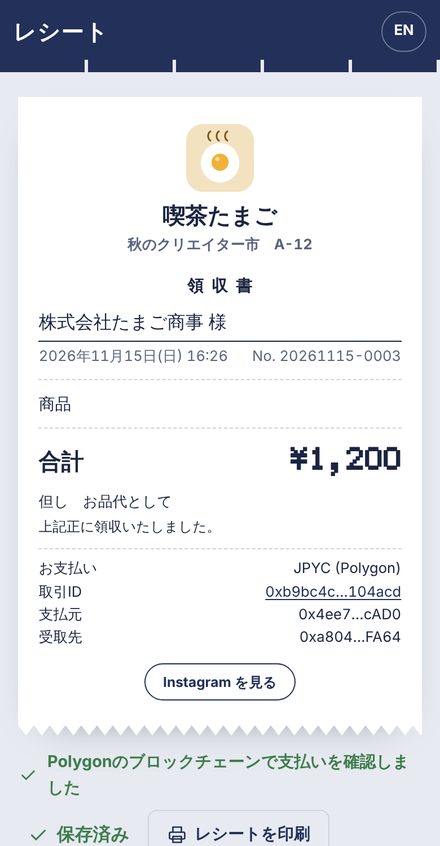 レシート
EN
喫茶たまご
秋のクリエイター市　A-12
領収書
株式会社たまご商事 様
2026年11月15日(日) 16:26　No. 20261115-0003
商品
合計　¥1,200
但し　お品代として
上記正に領収いたしました。
お支払い　JPYC (Polygon)
取引ID　0xb9bc4c...104acd
支払元　0x4ee7...cAD0
受取先　0xa804...FA64
Instagram を見る
Polygonのブロックチェーンで支払いを確認しま
した
保存済み　レシートを印刷